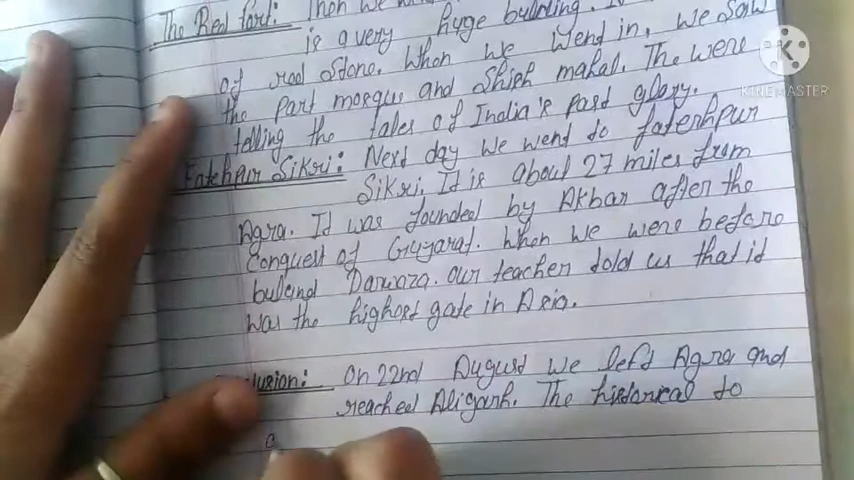 The Red fort: Then we
is a very huge building.
of red Stone. When we wend in, we Saw
the part mosque and Shish mahal. The were
telling the tales of India's past glory.
Fatehpur Sikri: Next day we went to fatehpur
Sikri. It is about 27 miles from
Agra. It was founded by Akbar after the
Conquest of Gujarat. When we were before
buland Darwaza. our teacher told us that it
was the highest gate in Asia.
On 22nd August we left Agra and
reached Aligarh. The historical to
a
KINEMASTER